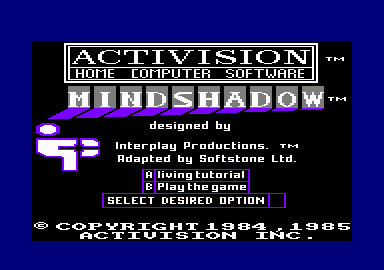 ACTIVISION TM
HOME COMPUTER SOFTWARE
MINDSHADOW TM
designed by
Interplay Productions. TM
Adapted by Softstone Ltd.
A living tutorial
B Play the game
SELECT DESIRED OPTION
© COPYRIGHT 1984, 1985
ACTIVISION INC.